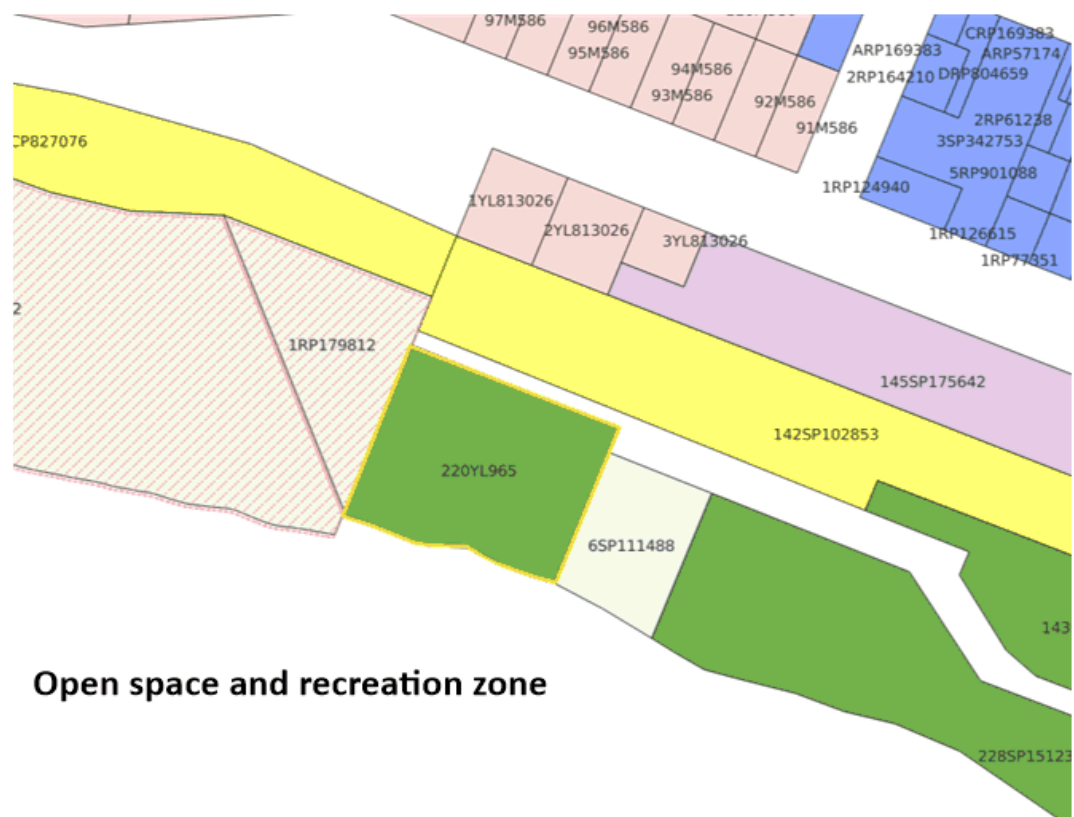 97M586
96M586
CRP169383
95M586
ARP169383
ARP57174
94M586
2RP164210
DRP804659
93M586
92M586
2RP61238
91M586
CP827076
3SP342753
5RP901088
1RP124940
1YL813026
2YL813026
3YL813026
1RP126615
1RP77351
2
1RP179812
145SP175642
142SP102853
220YL965
6SP111488
143
Open space and recreation zone
228SP15123